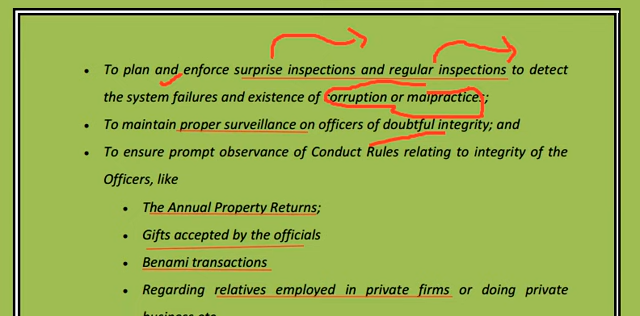 • To plan and enforce surprise inspections and regular inspections to detect
the system failures and existence of corruption or malpractices;
• To maintain proper surveillance on officers of doubtful integrity; and
• To ensure prompt observance of Conduct Rules relating to integrity of the
Officers, like
• The Annual Property Returns;
• Gifts accepted by the officials
• Benami transactions
• Regarding relatives employed in private firms or doing private
business etc